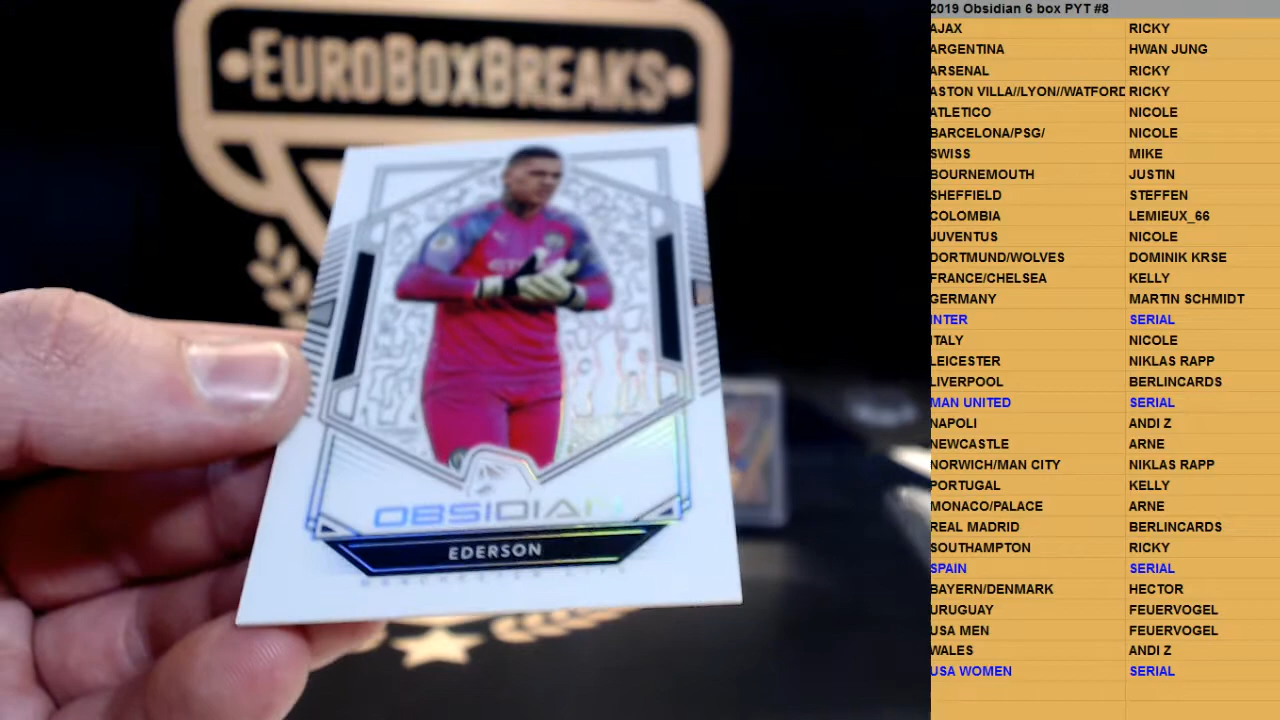 EUROBOXBREAKS
OBSIDIAN
EDERSON
MANCHESTER CITY
2019 Obsidian 6 box PYT #8
AJAX RICKY
ARGENTINA HWAN JUNG
ARSENAL RICKY
ASTON VILLA//LYON//WATFORD RICKY
ATLETICO NICOLE
BARCELONA/PSG/ NICOLE
SWISS MIKE
BOURNEMOUTH JUSTIN
SHEFFIELD STEFFEN
COLOMBIA LEMIEUX_66
JUVENTUS NICOLE
DORTMUND/WOLVES DOMINIK KRSE
FRANCE/CHELSEA KELLY
GERMANY MARTIN SCHMIDT
INTER SERIAL
ITALY NICOLE
LEICESTER NIKLAS RAPP
LIVERPOOL BERLINCARDS
MAN UNITED SERIAL
NAPOLI ANDI Z
NEWCASTLE ARNE
NORWICH/MAN CITY NIKLAS RAPP
PORTUGAL KELLY
MONACO/PALACE ARNE
REAL MADRID BERLINCARDS
SOUTHAMPTON RICKY
SPAIN SERIAL
BAYERN/DENMARK HECTOR
URUGUAY FEUERVOGEL
USA MEN FEUERVOGEL
WALES ANDI Z
USA WOMEN SERIAL